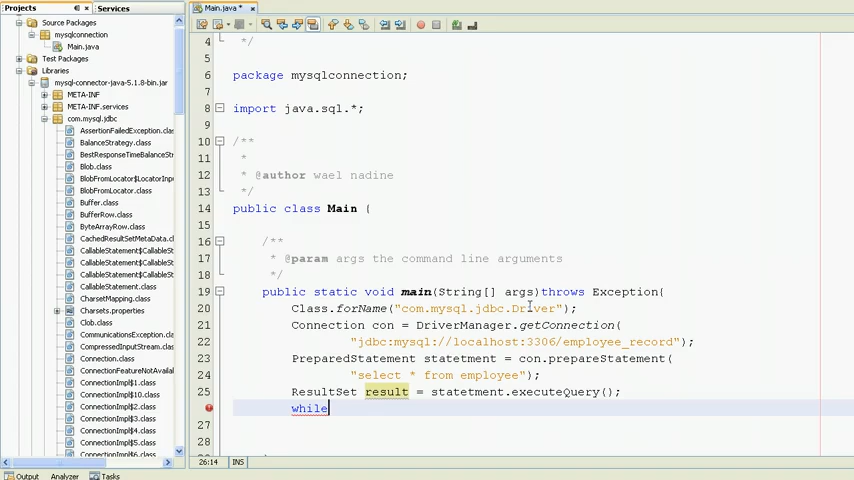 Projects
Services
Main.java *
Source Packages
mysqlconnection
Main.java
Test Packages
Libraries
mysql-connector-java-5.1.8-bin.jar
META-INF
META-INF.services
com.mysql.jdbc
AssertionFailedException.clas
BalanceStrategy.class
BestResponseTimeBalanceStr
Blob.class
BlobFromLocator$LocatorInpu
BlobFromLocator.class
Buffer.class
BufferRow.class
ByteArrayRow.class
CachedResultSetMetaData.cl
CallableStatement$CallableSt
CallableStatement$CallableSt
CallableStatement$CallableSt
CallableStatement.class
CharsetMapping.class
Charsets.properties
Clob.class
CommunicationsException.cla
CompressedInputStream.clas
Connection.class
ConnectionFeatureNotAvailal
ConnectionImpl$1.class
ConnectionImpl$10.class
ConnectionImpl$2.class
ConnectionImpl$3.class
ConnectionImpl$4.class
ConnectionImpl$5.class
ConnectionImpl$6.class
4 */
5
6 package mysqlconnection;
7
8 import java.sql.*;
9
10 /**
11 *
12 * @author wael nadine
13 */
14 public class Main {
15
16 /**
17 * @param args the command line arguments
18 */
19 public static void main(String[] args)throws Exception{
20 Class.forName("com.mysql.jdbc.Driver");
21 Connection con = DriverManager.getConnection(
22 "jdbc:mysql://localhost:3306/employee_record");
23 PreparedStatement statetment = con.prepareStatement(
24 "select * from employee");
25 ResultSet result = statetment.executeQuery();
while
27
28
26:14 INS
Output Analyzer Tasks